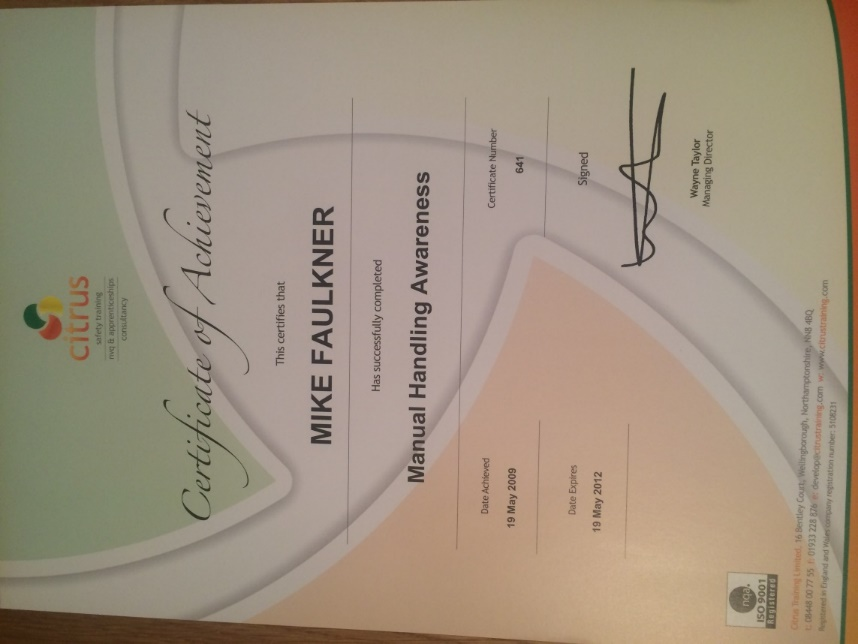 citrus
safety training
nvq & apprenticeships
consultancy
Certificate of Achievement
This certifies that
MIKE FAULKNER
Has successfully completed
Manual Handling Awareness
Date Achieved
19 May 2009
Certificate Number
641
Date Expires
19 May 2012
Signed
Wayne Taylor
Managing Director
nqa.
ISO 9001
Registered
Citrus Training Limited, 16 Bentley Court, Wellingborough, Northamptonshire, NN8 4BQ
t: 08448 00 77 55 f: 01933 228 876 e: develop@citrustraining.com w: www.citrustraining.com
Registered in England and Wales company registration number: 5108211